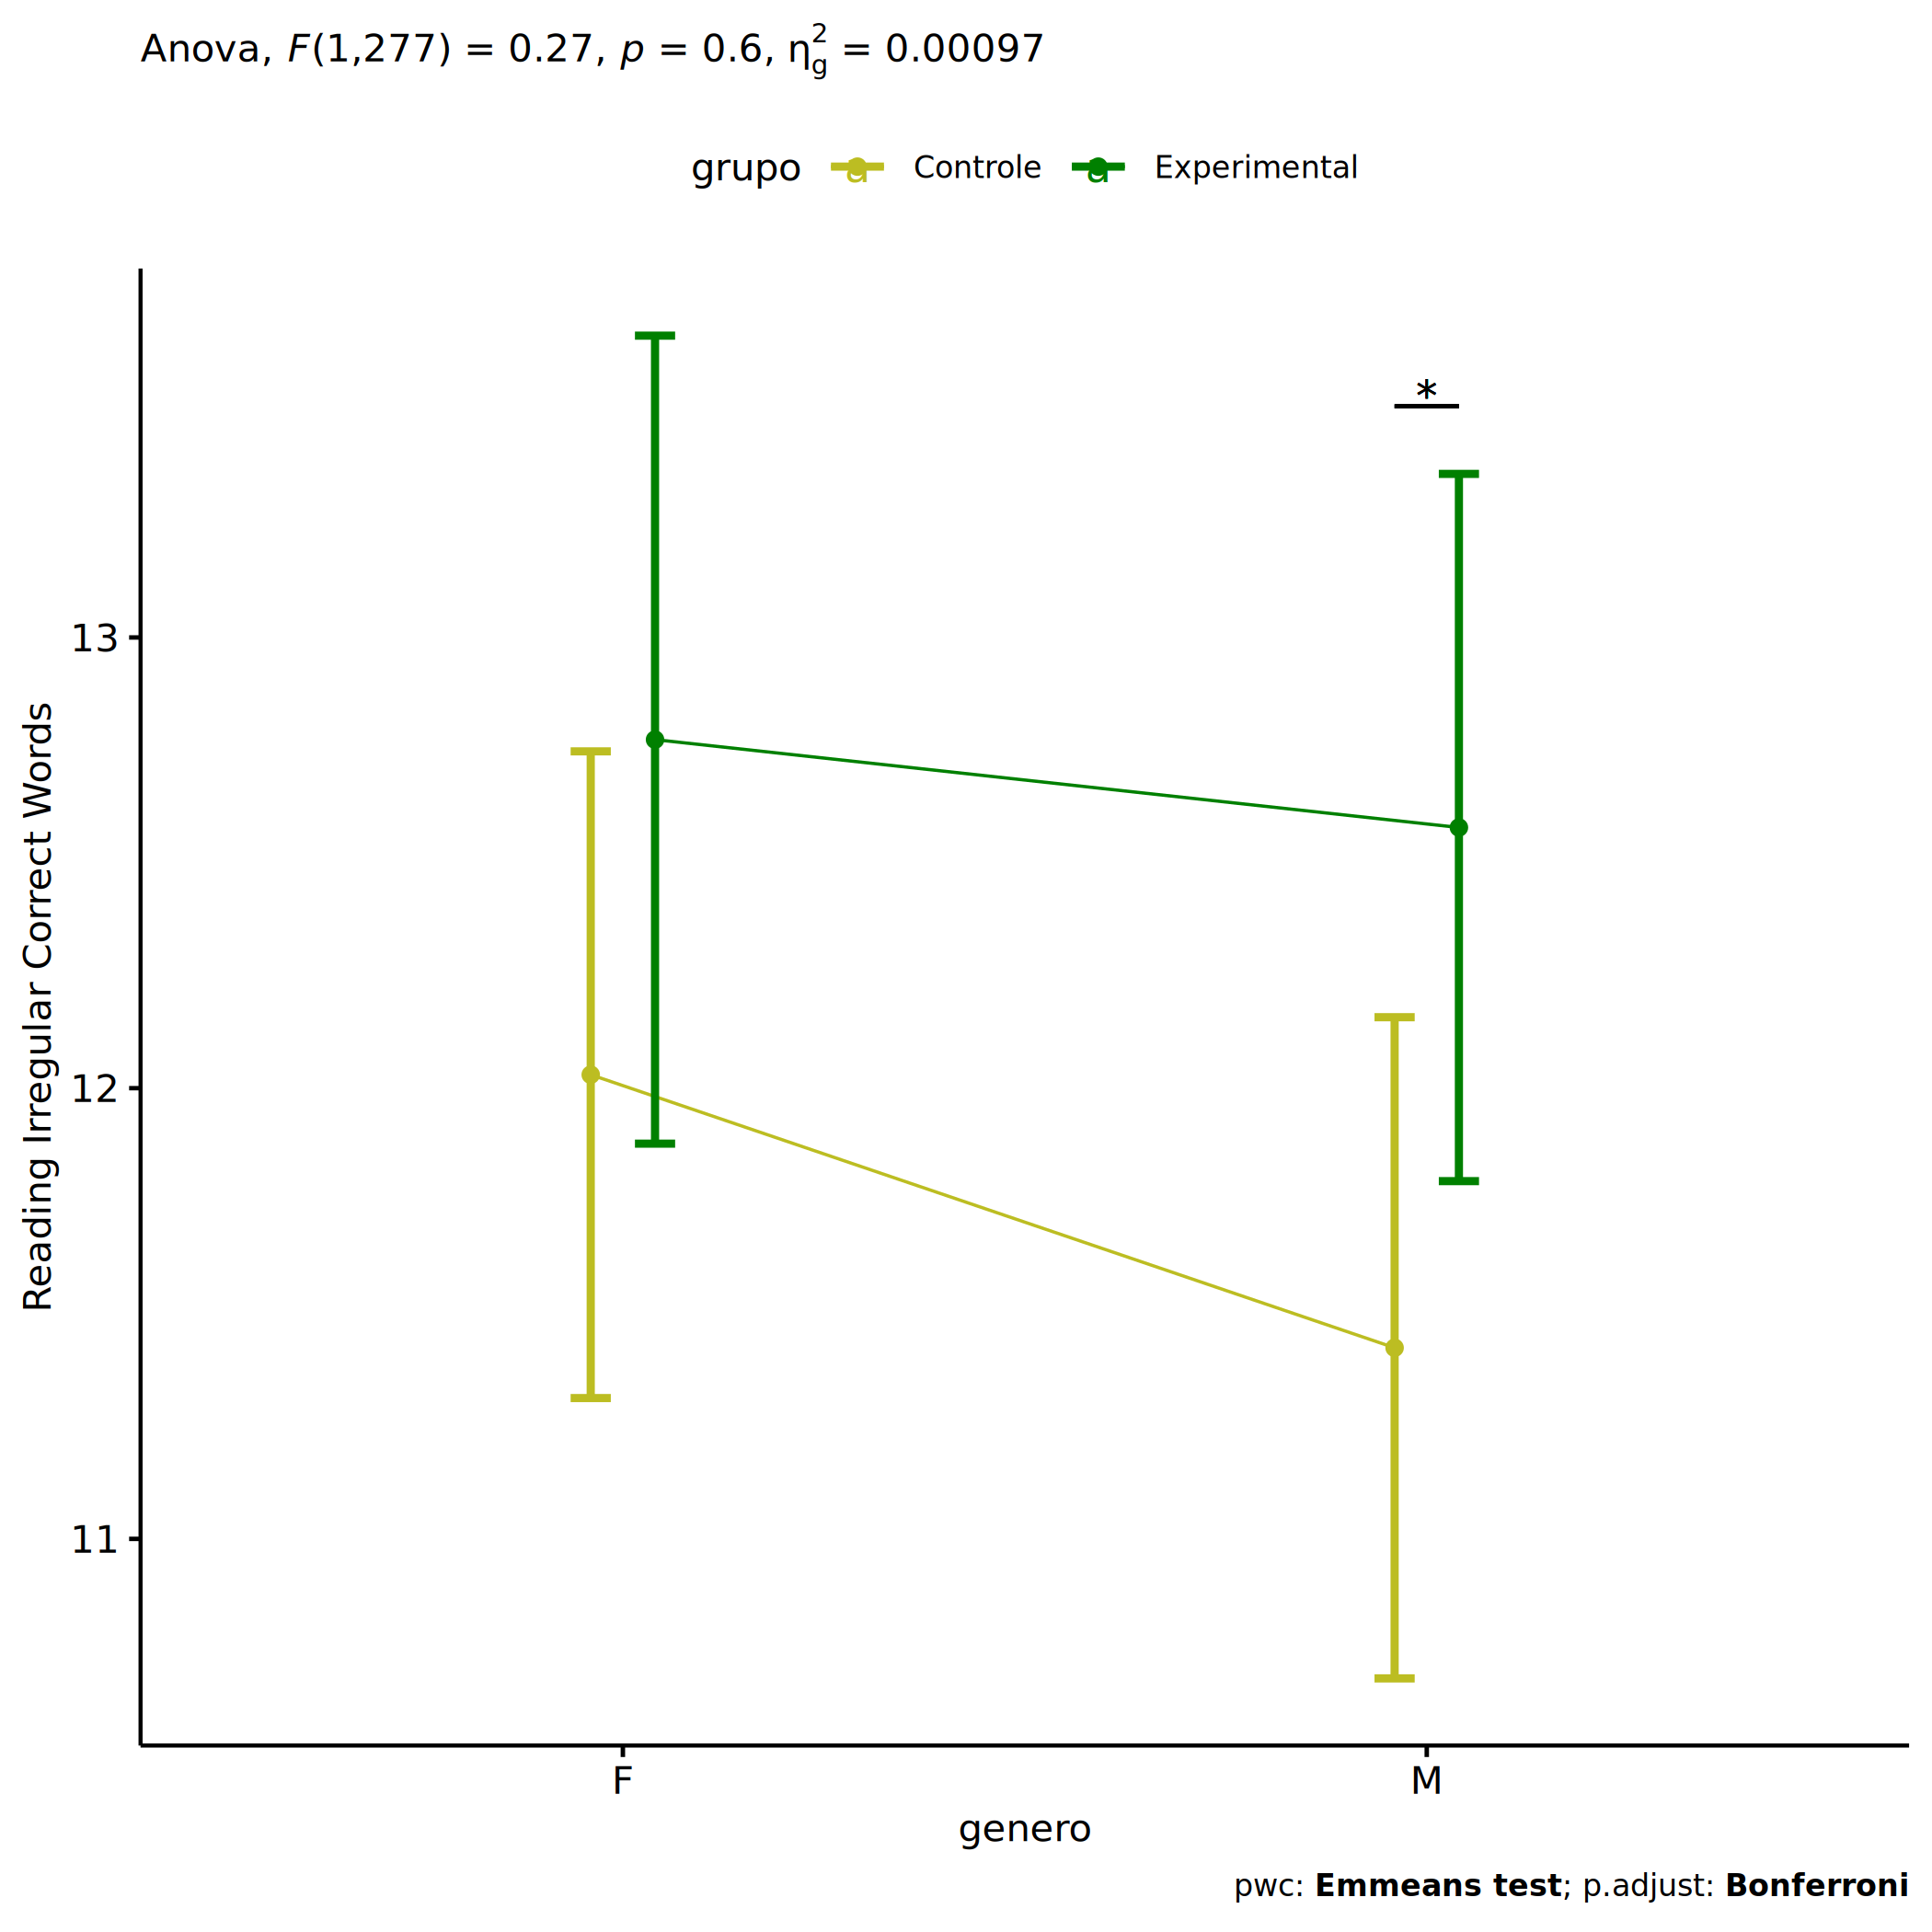 Anova, F(1,277) = 0.27, p = 0.6, η²g = 0.00097
grupo Controle Experimental
*
13
12
11
Reading Irregular Correct Words
F M
genero
pwc: Emmeans test; p.adjust: Bonferroni